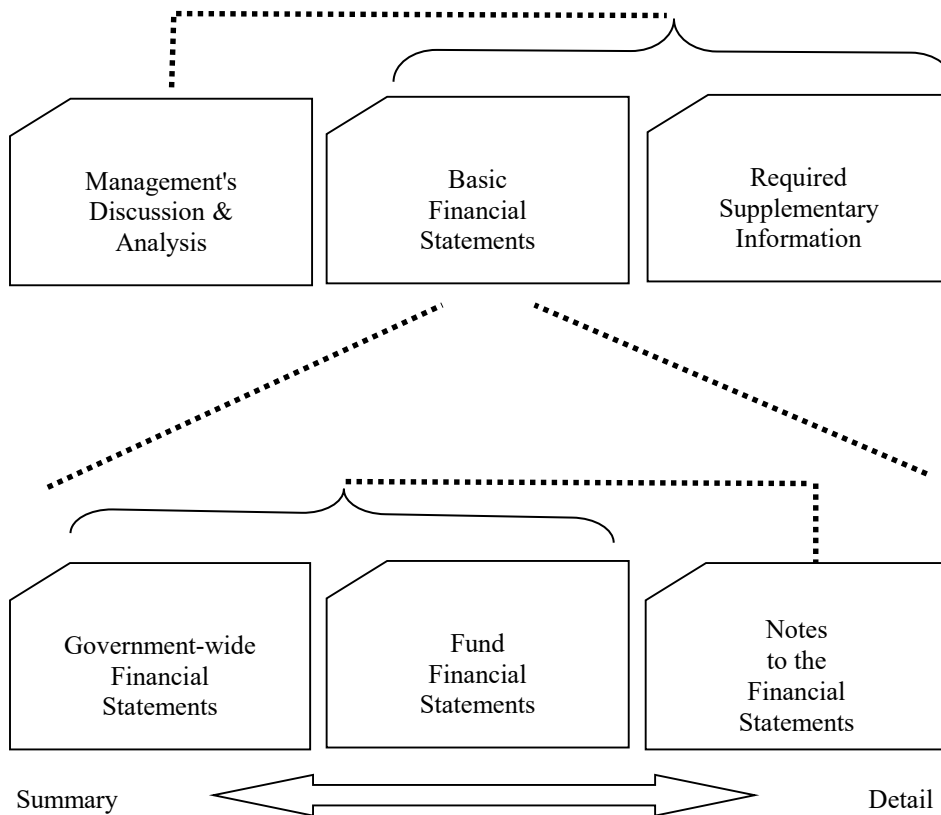 Management's
Discussion &
Analysis
Basic
Financial
Statements
Required
Supplementary
Information
Government-wide
Financial
Statements
Fund
Financial
Statements
Notes
to the
Financial
Statements
Summary
Detail